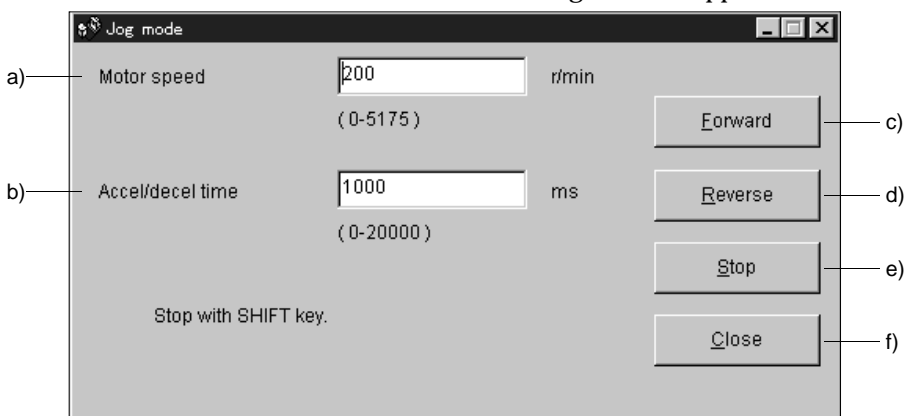 Jog mode
a) Motor speed 200 r/min
( 0-5175 )
Forward c)
b) Accel/decel time 1000 ms
Reverse d)
( 0-20000 )
Stop e)
Stop with SHIFT key.
Close f)